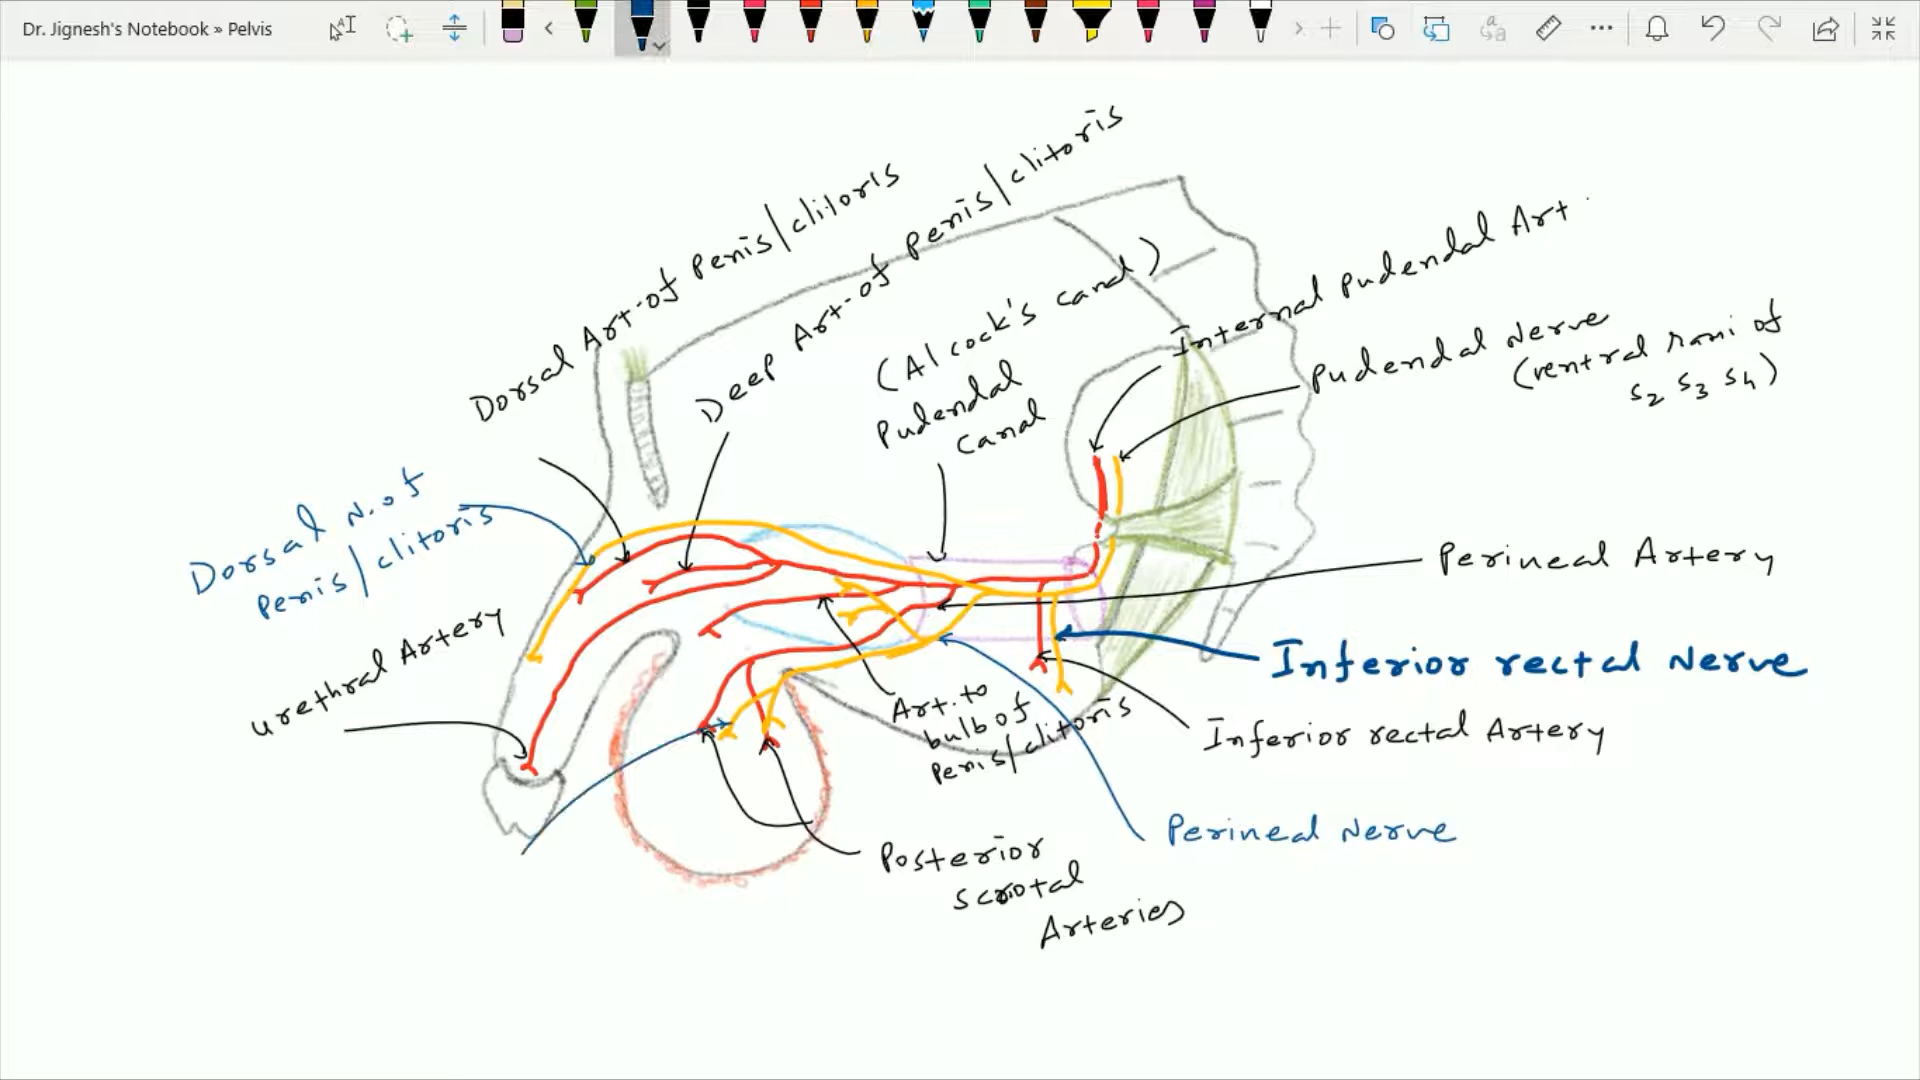 Dr. Jignesh's Notebook » Pelvis
Dorsal Art. of Penis/clitoris
Deep Art. of Penis/clitoris
(Alcock's canal)
Pudendal
canal
Internal Pudendal Art.
Pudendal Nerve
(ventral rami of
S2 S3 S4)
Dorsal N. of
Penis/clitoris
urethral Artery
Perineal Artery
Inferior rectal Nerve
Art. to
bulb of
Penis/clitoris
Inferior rectal Artery
Perineal Nerve
Posterior
scrotal
Arteries